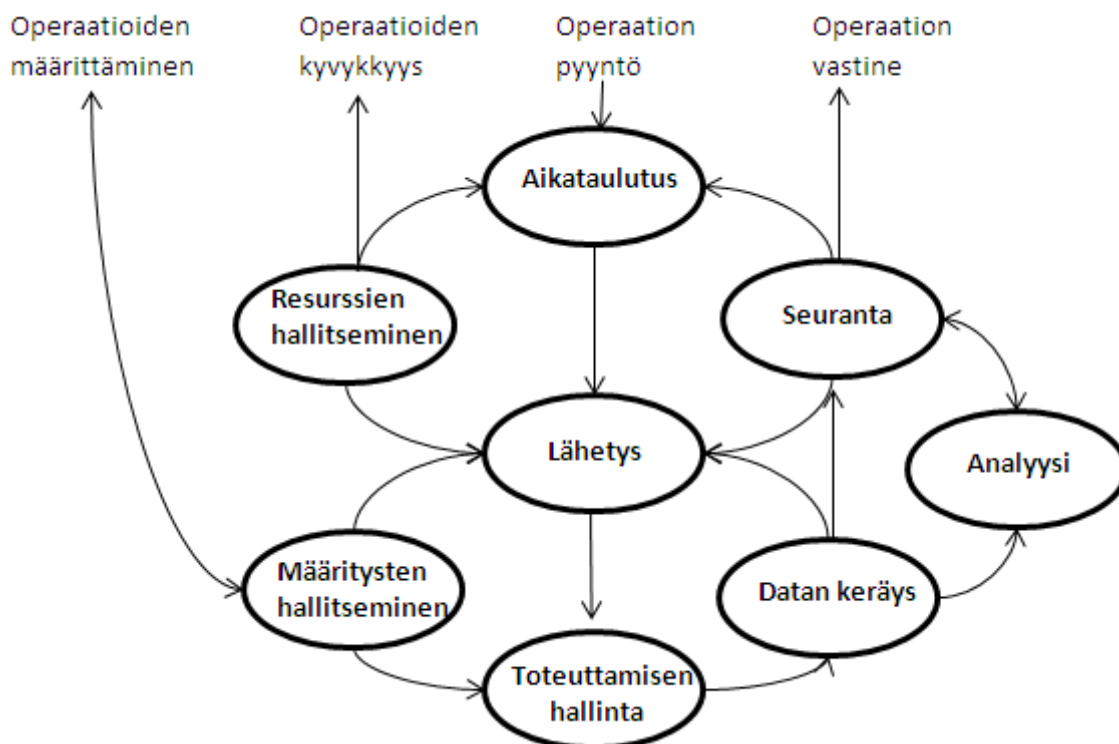 Operaatioiden
määrittäminen
Operaatioiden
kyvykkyys
Operaation
pyyntö
Operaation
vastine
Aikataulutus
Resurssien
hallitseminen
Seuranta
Lähetys
Analyysi
Määritysten
hallitseminen
Datan keräys
Toteuttamisen
hallinta